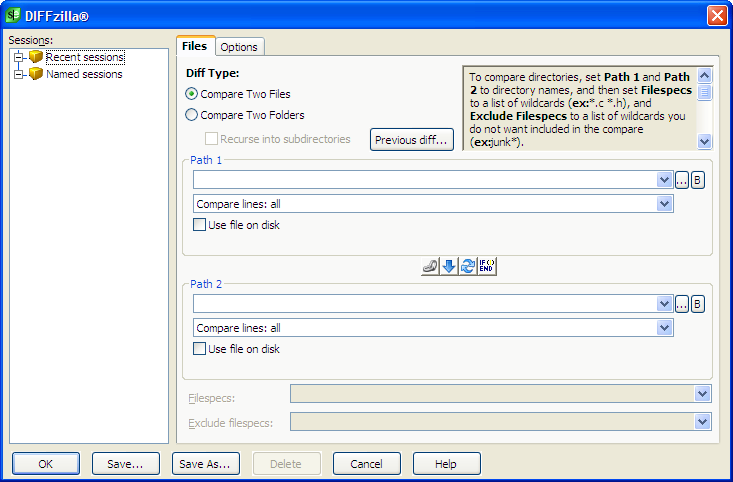 DIFFzilla®
Sessions:
Recent sessions
Named sessions
Files
Options
Diff Type:
Compare Two Files
Compare Two Folders
Recurse into subdirectories
Previous diff...
To compare directories, set Path 1 and Path
2 to directory names, and then set Filespecs
to a list of wildcards (ex:*.c *.h), and
Exclude Filespecs to a list of wildcards you
do not want included in the compare
(ex:junk*).
Path 1
... B
Compare lines: all
Use file on disk
IF()
END
Path 2
... B
Compare lines: all
Use file on disk
Filespecs:
Exclude filespecs:
OK
Save...
Save As...
Delete
Cancel
Help